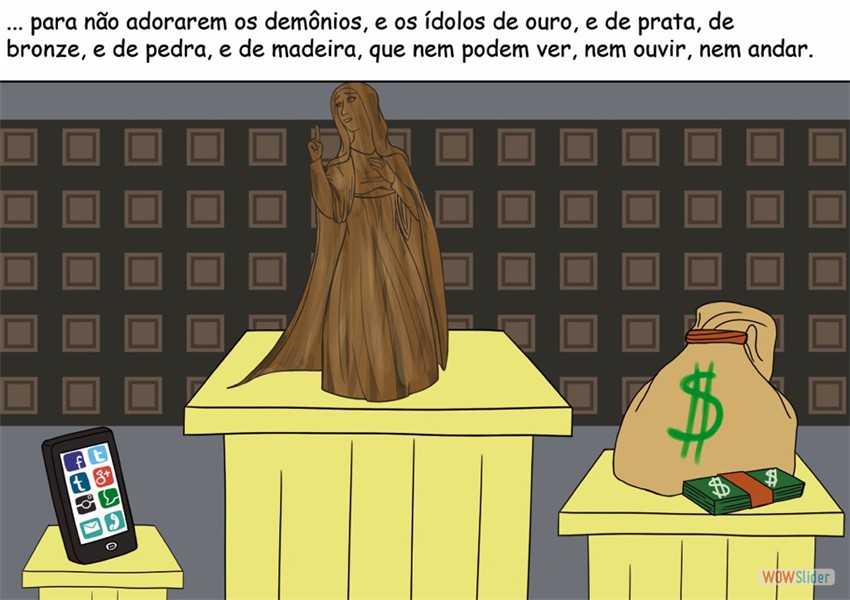 ... para não adorarem os demônios, e os ídolos de ouro, e de prata, de
bronze, e de pedra, e de madeira, que nem podem ver, nem ouvir, nem andar.
f t
t g+
$
$ $
WOWSlider